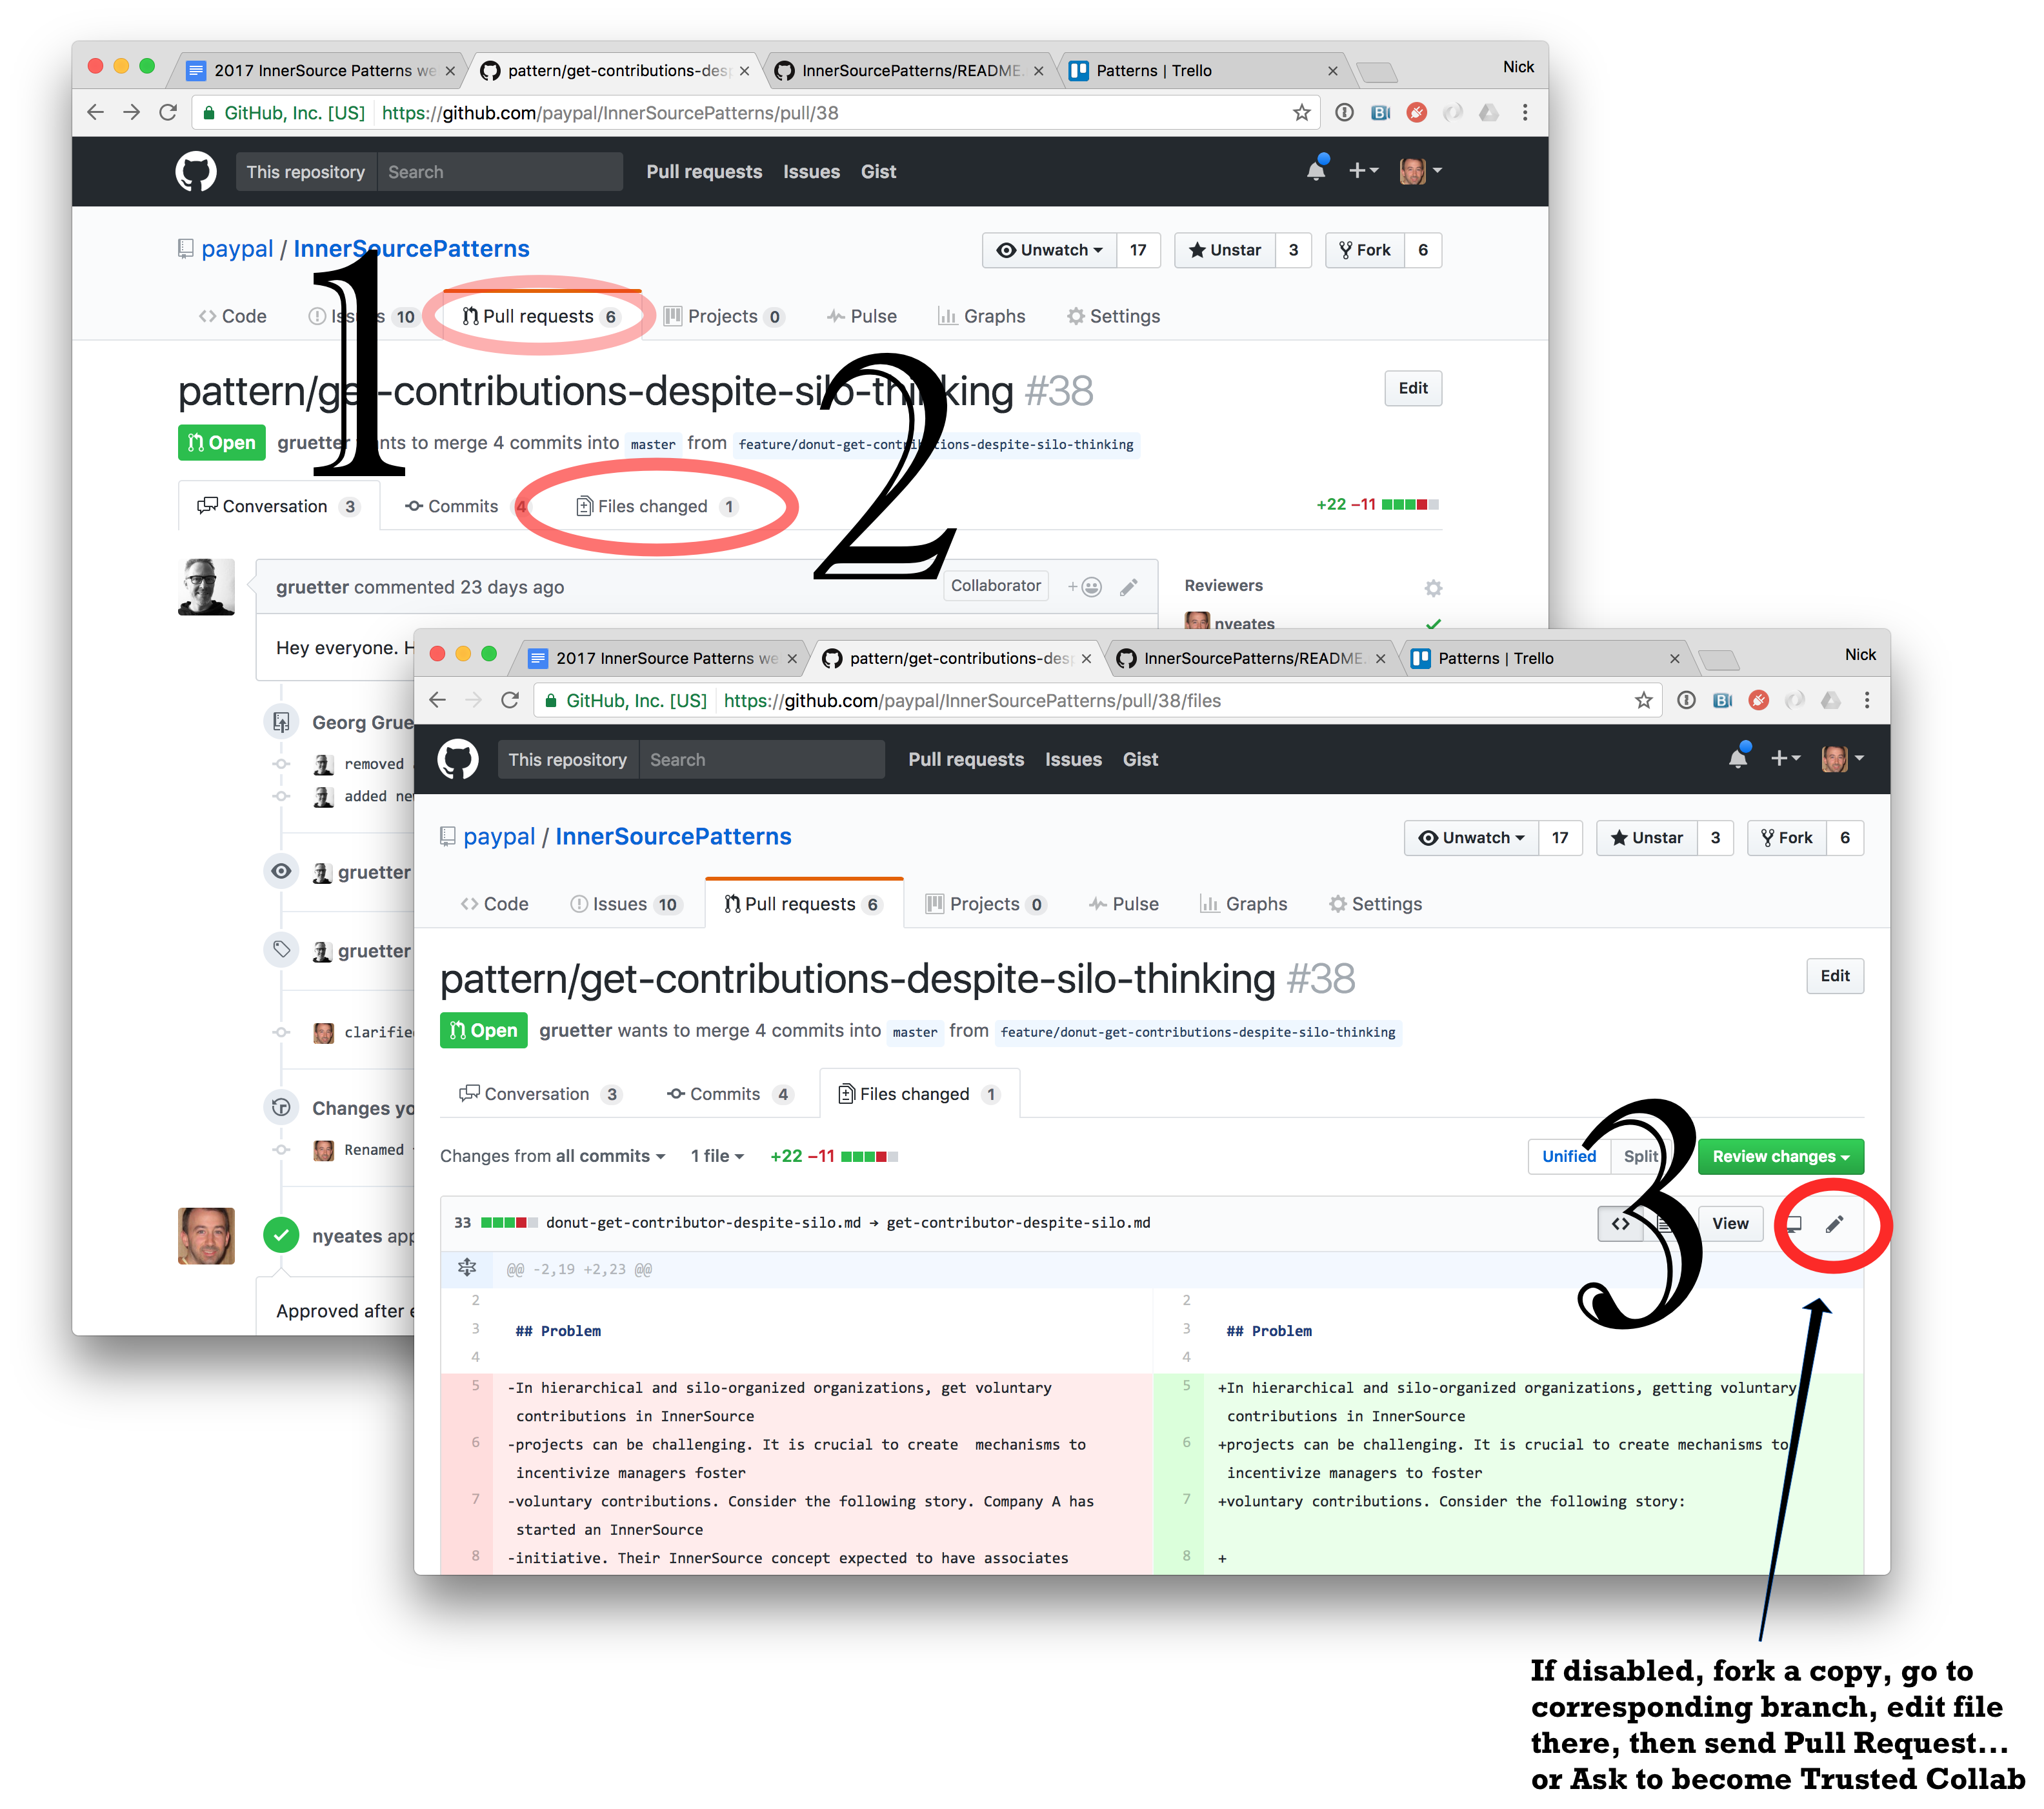 2017 InnerSource Patterns we
pattern/get-contributions-desp
InnerSourcePatterns/README.
Patterns | Trello
Nick
GitHub, Inc. [US]
https://github.com/paypal/InnerSourcePatterns/pull/38
This repository
Search
Pull requests
Issues
Gist
paypal / InnerSourcePatterns
Unwatch 17
Unstar 3
Fork 6
1
Code
Issues 10
Pull requests 6
Projects 0
Pulse
Graphs
Settings
2
pattern/get-contributions-despite-silo-thinking #38
Edit
Open
gruetter wants to merge 4 commits into master from feature/donut-get-contributions-despite-silo-thinking
Conversation 3
Commits 4
Files changed 1
+22 −11
gruetter commented 23 days ago
Collaborator
Reviewers
nyeates
Hey everyone. H
Georg Grue
removed
added ne
gruetter
gruetter
clarifie
Changes yo
Renamed
nyeates app
Approved after e
2017 InnerSource Patterns we
pattern/get-contributions-desp
InnerSourcePatterns/README.
Patterns | Trello
Nick
GitHub, Inc. [US]
https://github.com/paypal/InnerSourcePatterns/pull/38/files
This repository
Search
Pull requests
Issues
Gist
paypal / InnerSourcePatterns
Unwatch 17
Unstar 3
Fork 6
Code
Issues 10
Pull requests 6
Projects 0
Pulse
Graphs
Settings
pattern/get-contributions-despite-silo-thinking #38
Edit
Open
gruetter wants to merge 4 commits into master from feature/donut-get-contributions-despite-silo-thinking
Conversation 3
Commits 4
Files changed 1
3
Changes from all commits
1 file
+22 −11
Unified
Split
Review changes
33
donut-get-contributor-despite-silo.md → get-contributor-despite-silo.md
<>
View
@@ -2,19 +2,23 @@
2
3 ## Problem
4
5 -In hierarchical and silo-organized organizations, get voluntary
contributions in InnerSource
6 -projects can be challenging. It is crucial to create  mechanisms to
incentivize managers foster
7 -voluntary contributions. Consider the following story. Company A has
started an InnerSource
8 -initiative. Their InnerSource concept expected to have associates
2
3 ## Problem
4
5 +In hierarchical and silo-organized organizations, getting voluntary
contributions in InnerSource
6 +projects can be challenging. It is crucial to create mechanisms to
incentivize managers to foster
7 +voluntary contributions. Consider the following story:
8 +
If disabled, fork a copy, go to
corresponding branch, edit file
there, then send Pull Request...
or Ask to become Trusted Collab